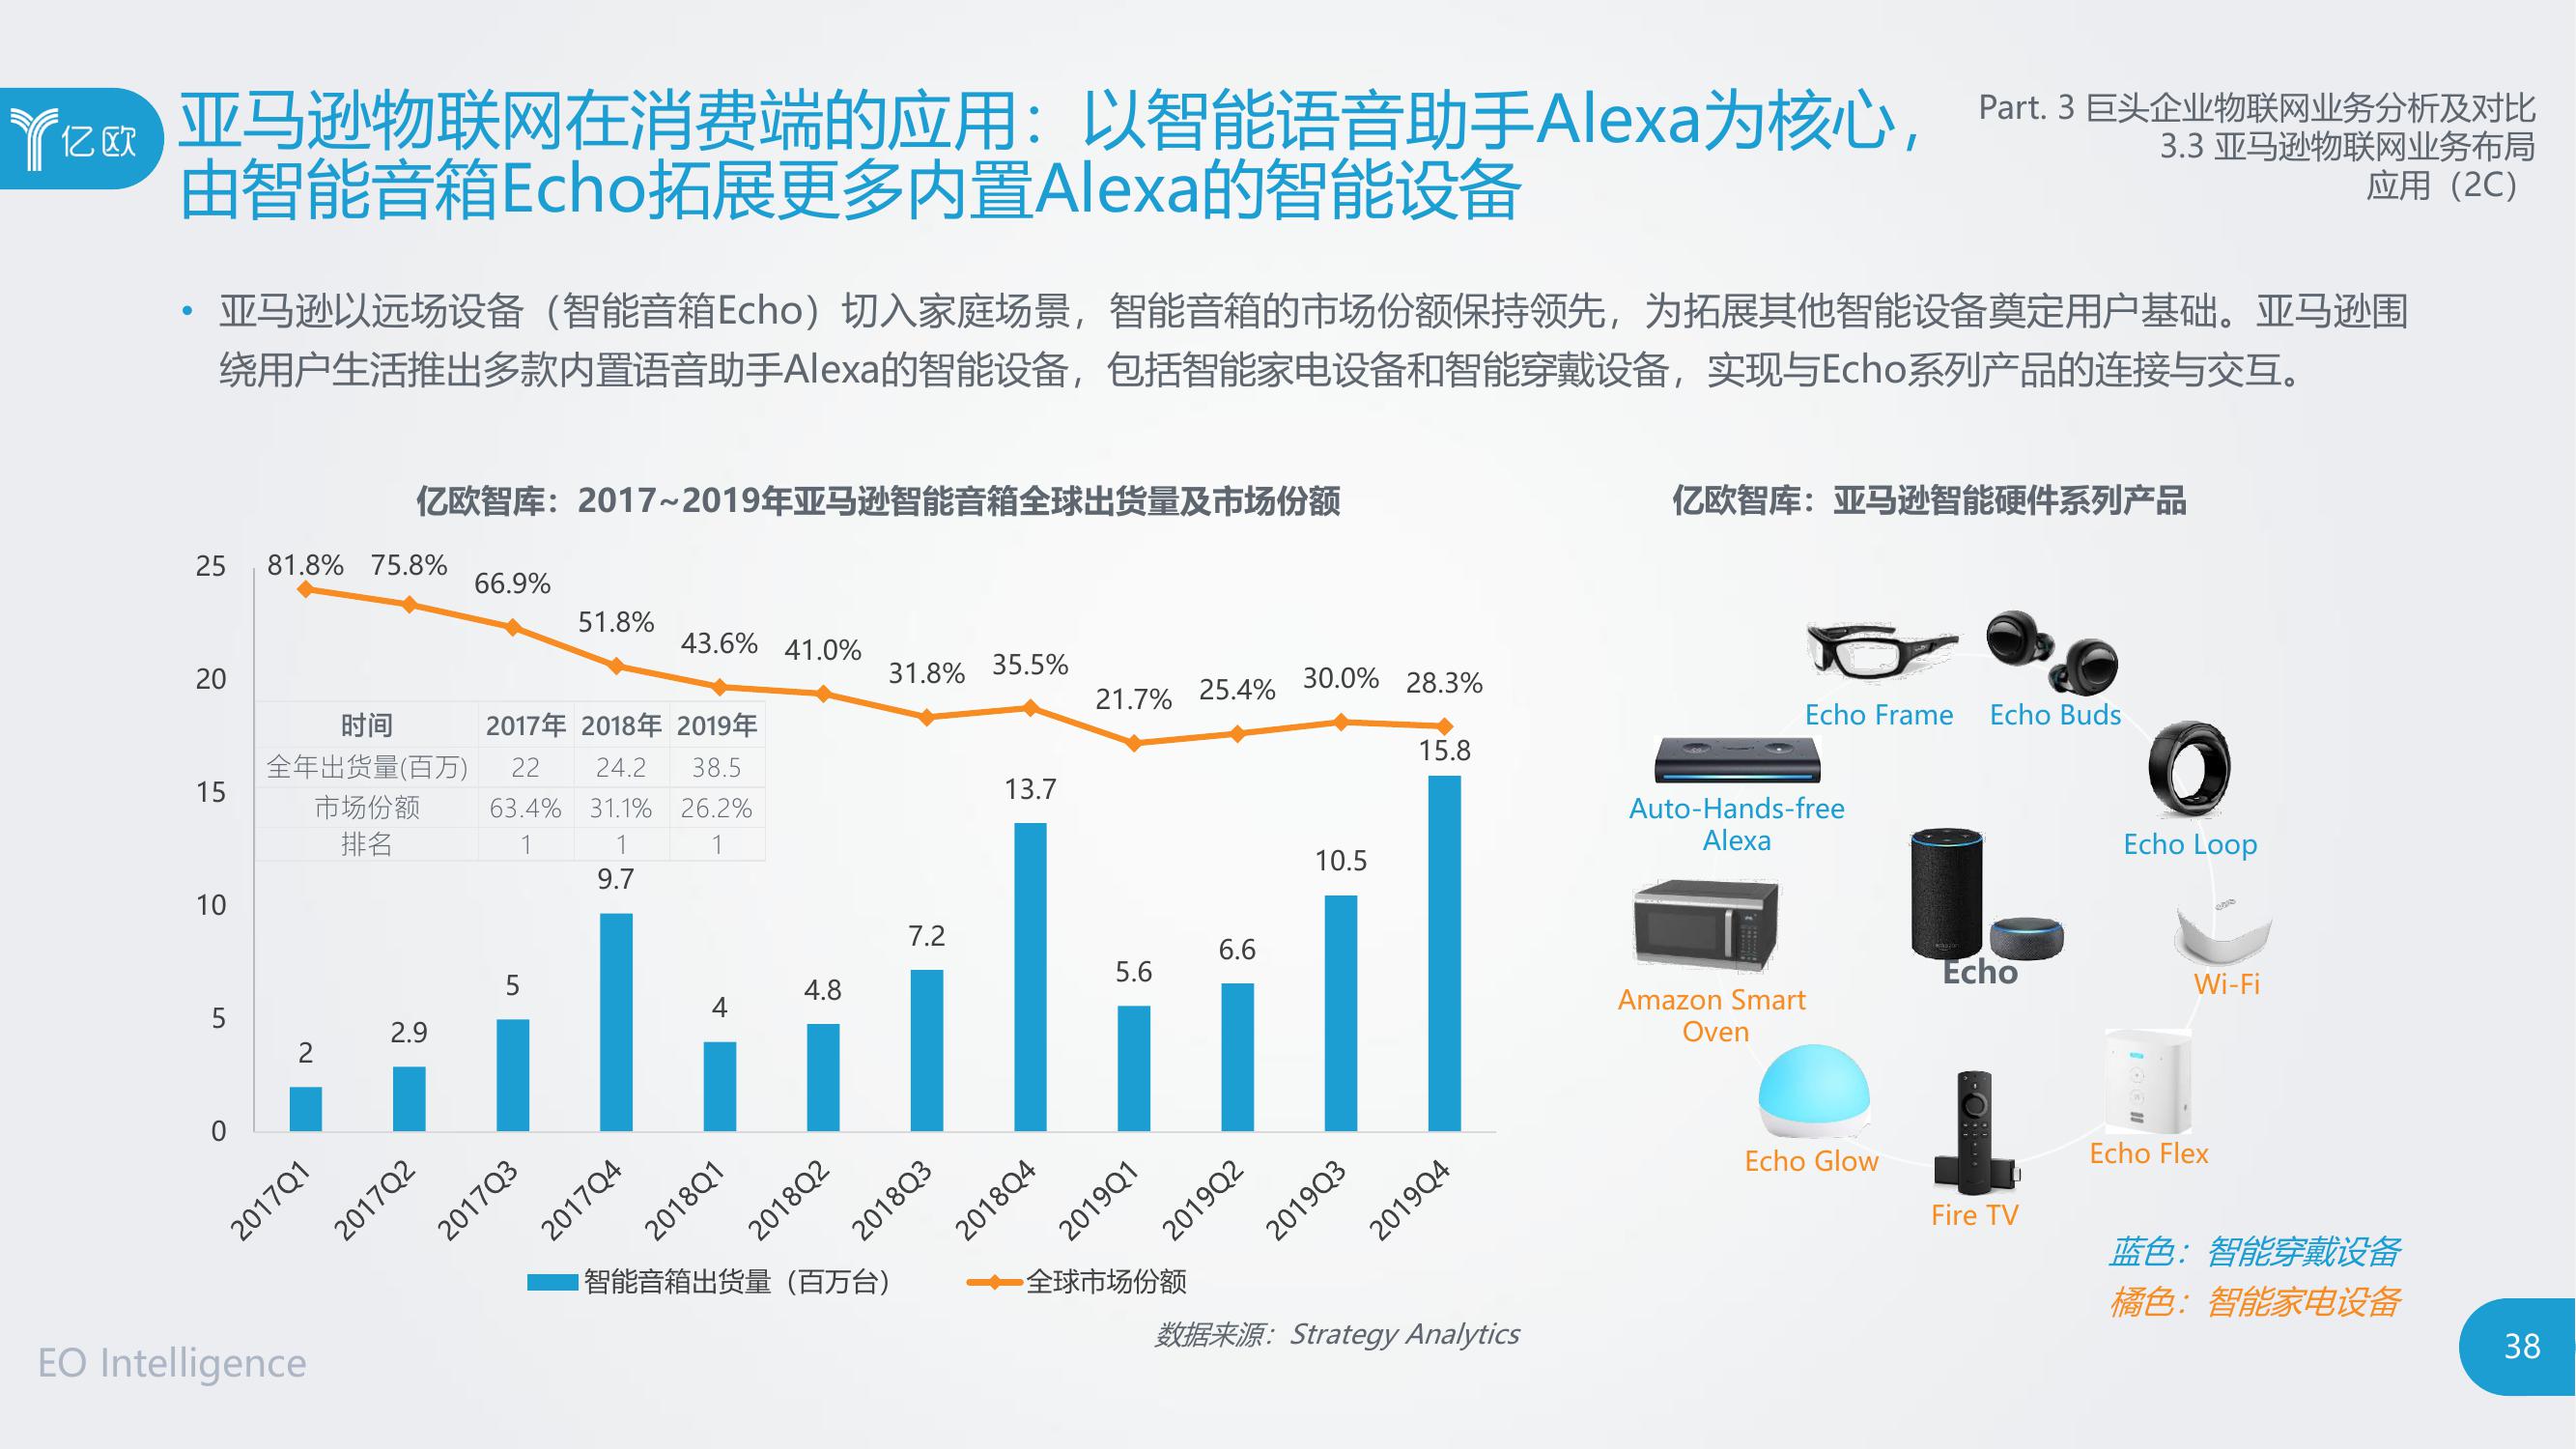 亿欧
亚马逊物联网在消费端的应用：以智能语音助手Alexa为核心，
由智能音箱Echo拓展更多内置Alexa的智能设备
Part. 3 巨头企业物联网业务分析及对比
3.3 亚马逊物联网业务布局
应用（2C）
• 亚马逊以远场设备（智能音箱Echo）切入家庭场景，智能音箱的市场份额保持领先，为拓展其他智能设备奠定用户基础。亚马逊围
绕用户生活推出多款内置语音助手Alexa的智能设备，包括智能家电设备和智能穿戴设备，实现与Echo系列产品的连接与交互。
亿欧智库：2017~2019年亚马逊智能音箱全球出货量及市场份额
25
20
15
10
5
0
81.8% 75.8% 66.9% 51.8% 43.6% 41.0% 31.8% 35.5% 21.7% 25.4% 30.0% 28.3%
时间 2017年 2018年 2019年
全年出货量(百万) 22 24.2 38.5
市场份额 63.4% 31.1% 26.2%
排名 1 1 1
2 2.9 5 9.7 4 4.8 7.2 13.7 5.6 6.6 10.5 15.8
2017Q1 2017Q2 2017Q3 2017Q4 2018Q1 2018Q2 2018Q3 2018Q4 2019Q1 2019Q2 2019Q3 2019Q4
智能音箱出货量（百万台） 全球市场份额
数据来源：Strategy Analytics
亿欧智库：亚马逊智能硬件系列产品
Echo Frame
Echo Buds
Auto-Hands-free
Alexa
Echo Loop
Echo
Wi-Fi
Amazon Smart
Oven
Echo Glow
Echo Flex
Fire TV
蓝色：智能穿戴设备
橘色：智能家电设备
EO Intelligence
38